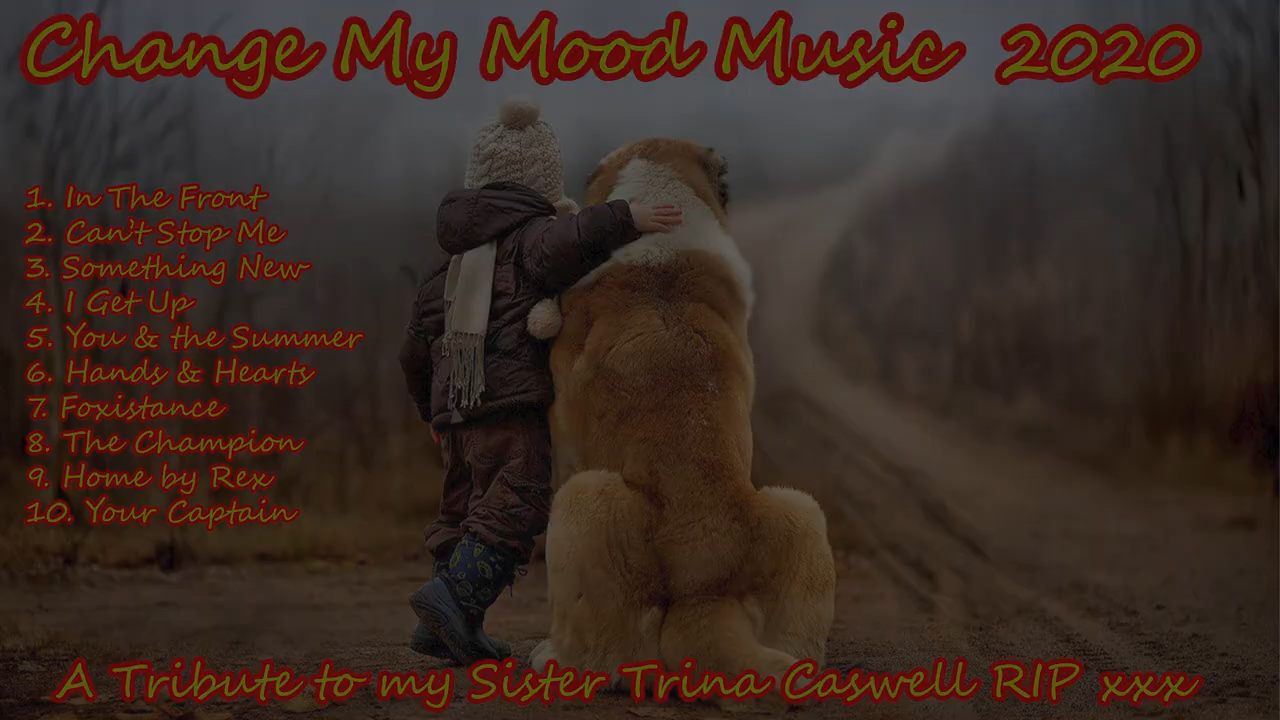 Change My Mood Music 2020
1. In The Front
2. Can't Stop Me
3. Something New
4. I Get Up
5. You & the Summer
6. Hands & Hearts
7. Foxistance
8. The Champion
9. Home by Rex
10. Your Captain
A Tribute to my Sister Trina Caswell RIP xxx